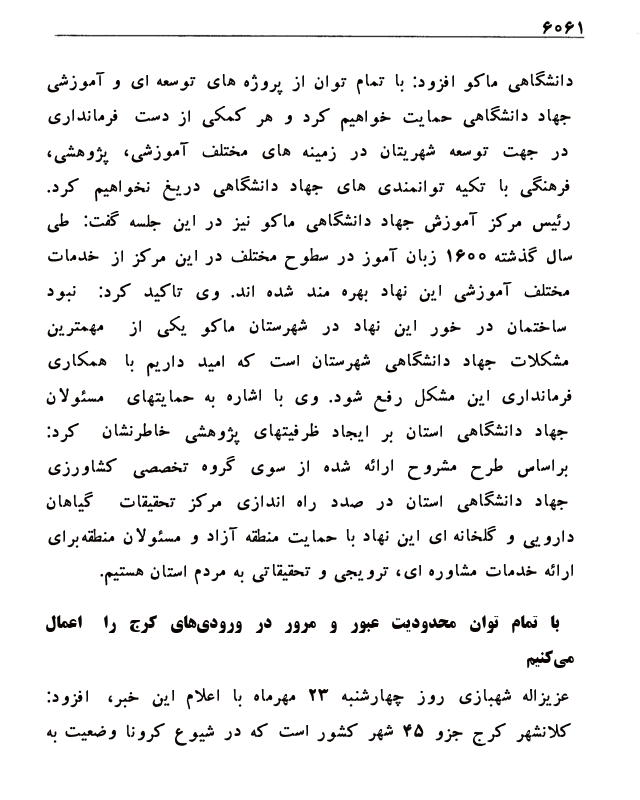 ۶۰۶۱
دانشگاهی ماکو افزود: با تمام توان از پروژه های توسعه ای و آموزشی
جهاد دانشگاهی حمایت خواهیم کرد و هر کمکی از دست فرمانداری
در جهت توسعه شهریتان در زمینه های مختلف آموزشی، پژوهشی،
فرهنگی با تکیه توانمندی های جهاد دانشگاهی دریغ نخواهیم کرد.
رئیس مرکز آموزش جهاد دانشگاهی ماکو نیز در این جلسه گفت: طی
سال گذشته ۱۶۰۰ زبان آموز در سطوح مختلف در این مرکز از خدمات
مختلف آموزشی این نهاد بهره مند شده اند. وی تاکید کرد: نبود
ساختمان در خور این نهاد در شهرستان ماکو یکی از مهمترین
مشکلات جهاد دانشگاهی شهرستان است که امید داریم با همکاری
فرمانداری این مشکل رفع شود. وی با اشاره به حمایتهای مسئولان
جهاد دانشگاهی استان بر ایجاد ظرفیتهای پژوهشی خاطرنشان کرد:
براساس طرح مشروح ارائه شده از سوی گروه تخصصی کشاورزی
جهاد دانشگاهی استان در صدد راه اندازی مرکز تحقیقات گیاهان
دارویی و گلخانه ای این نهاد با حمایت منطقه آزاد و مسئولان منطقه‌برای
ارائه خدمات مشاوره ای، ترویجی و تحقیقاتی به مردم استان هستیم.
با تمام توان محدودیت عبور و مرور در ورودی‌های کرج را اعمال
می‌کنیم
عزیزاله شهبازی روز چهارشنبه ۲۳ مهرماه با اعلام این خبر، افزود:
کلانشهر کرج جزو ۴۵ شهر کشور است که در شیوع کرونا وضعیت به